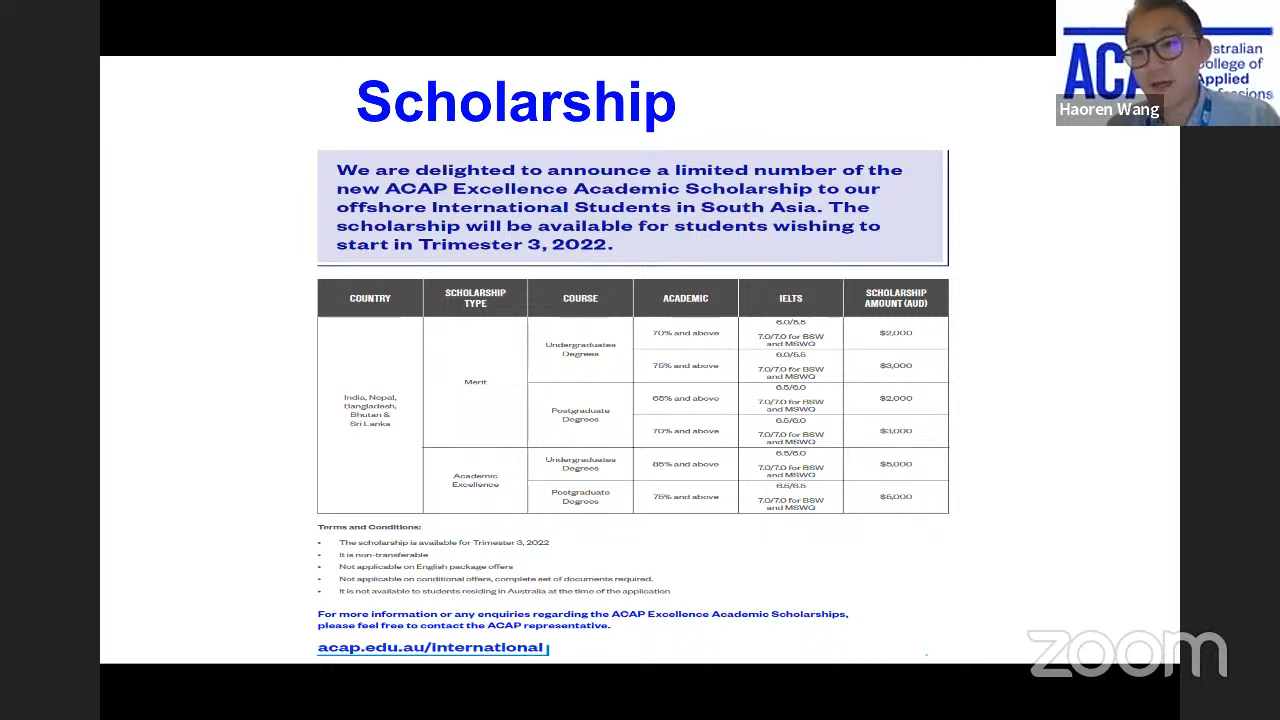 Scholarship
We are delighted to announce a limited number of the
new ACAP Excellence Academic Scholarship to our
offshore International Students in South Asia. The
scholarship will be available for students wishing to
start in Trimester 3, 2022.
COUNTRY
SCHOLARSHIP
TYPE
COURSE
ACADEMIC
IELTS
SCHOLARSHIP
AMOUNT (AUD)
India, Nepal,
Bangladesh,
Bhutan &
Sri Lanka
Merit
Undergraduates
Degrees
70% and above
6.0/5.5
7.0/7.0 for BSW
and MSWQ
$2,000
75% and above
6.0/5.5
7.0/7.0 for BSW
and MSWQ
$3,000
Postgraduate
Degrees
65% and above
6.5/6.0
7.0/7.0 for BSW
and MSWQ
$2,000
70% and above
6.5/6.0
7.0/7.0 for BSW
and MSWQ
$3,000
Academic
Excellence
Undergraduates
Degrees
85% and above
6.5/6.0
7.0/7.0 for BSW
and MSWQ
$5,000
Postgraduate
Degrees
75% and above
6.5/6.5
7.0/7.0 for BSW
and MSWQ
$5,000
Terms and Conditions:
• The scholarship is available for Trimester 3, 2022
• It is non-transferable
• Not applicable on English package offers
• Not applicable on conditional offers, complete set of documents required.
• It is not available to students residing in Australia at the time of the application
For more information or any enquiries regarding the ACAP Excellence Academic Scholarships,
please feel free to contact the ACAP representative.
acap.edu.au/international
ACA
stralian
College of
Applied
ofessions
Haoren Wang
zoom